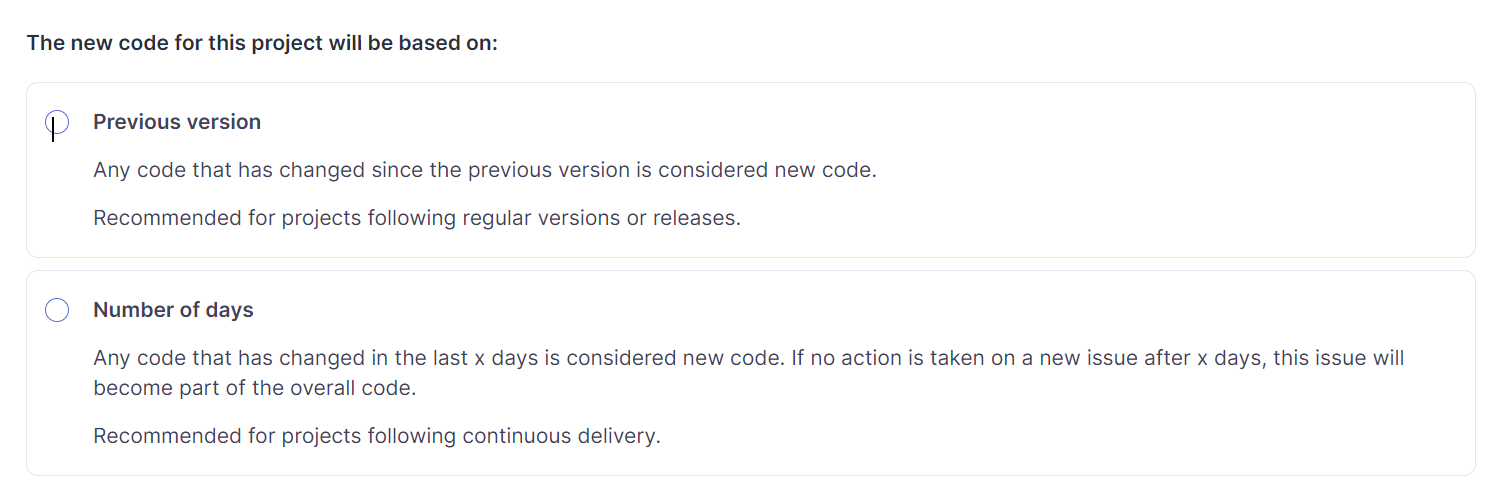 The new code for this project will be based on:
Previous version
Any code that has changed since the previous version is considered new code.
Recommended for projects following regular versions or releases.
Number of days
Any code that has changed in the last x days is considered new code. If no action is taken on a new issue after x days, this issue will
become part of the overall code.
Recommended for projects following continuous delivery.